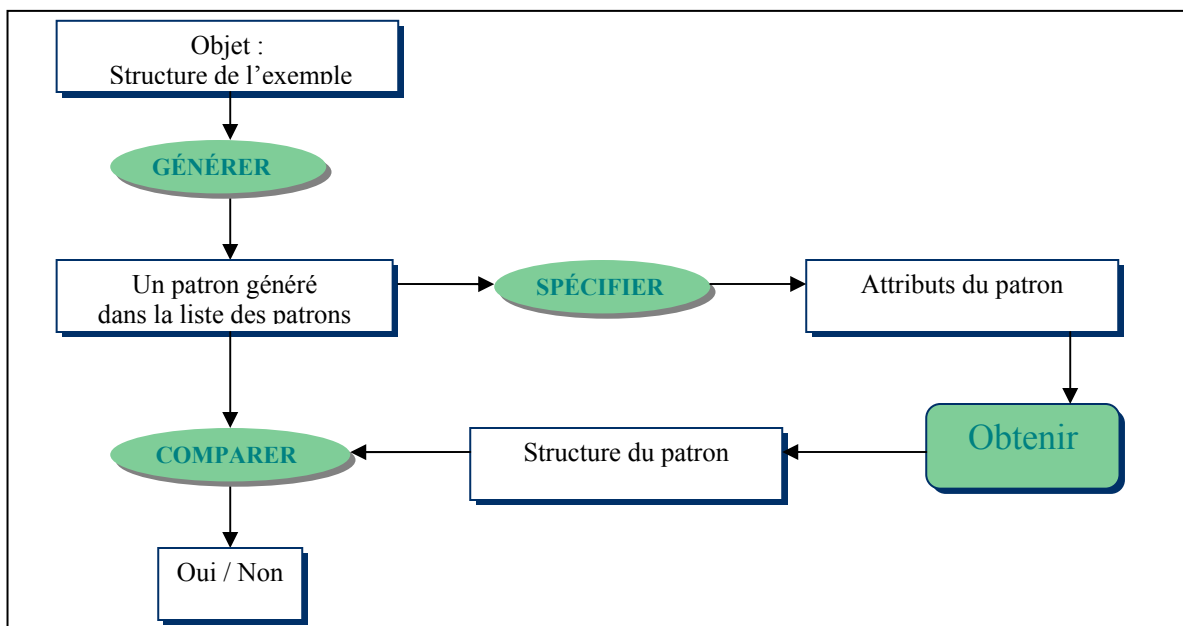 Objet :
Structure de l’exemple
GÉNÉRER
Un patron généré
dans la liste des patrons
SPÉCIFIER
Attributs du patron
Obtenir
Structure du patron
COMPARER
Oui / Non